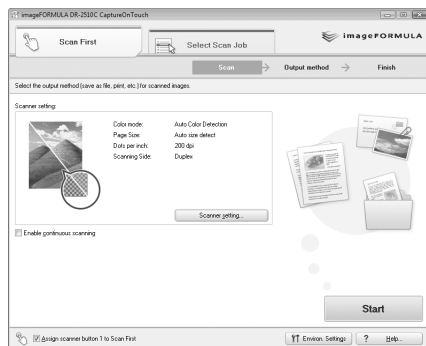 imageFORMULA DR-2510C CaptureOnTouch
Scan First
Select Scan Job
imageFORMULA
Scan
Output method
Finish
Select the output method (save as file, print, etc.) for scanned images.
Scanner setting:
Color mode: Auto Color Detection
Page Size: Auto size detect
Dots per inch: 200 dpi
Scanning Side: Duplex
Scanner setting...
Enable continuous scanning
Start
Assign scanner button 1 to Scan First
Environ. Settings
? Help...